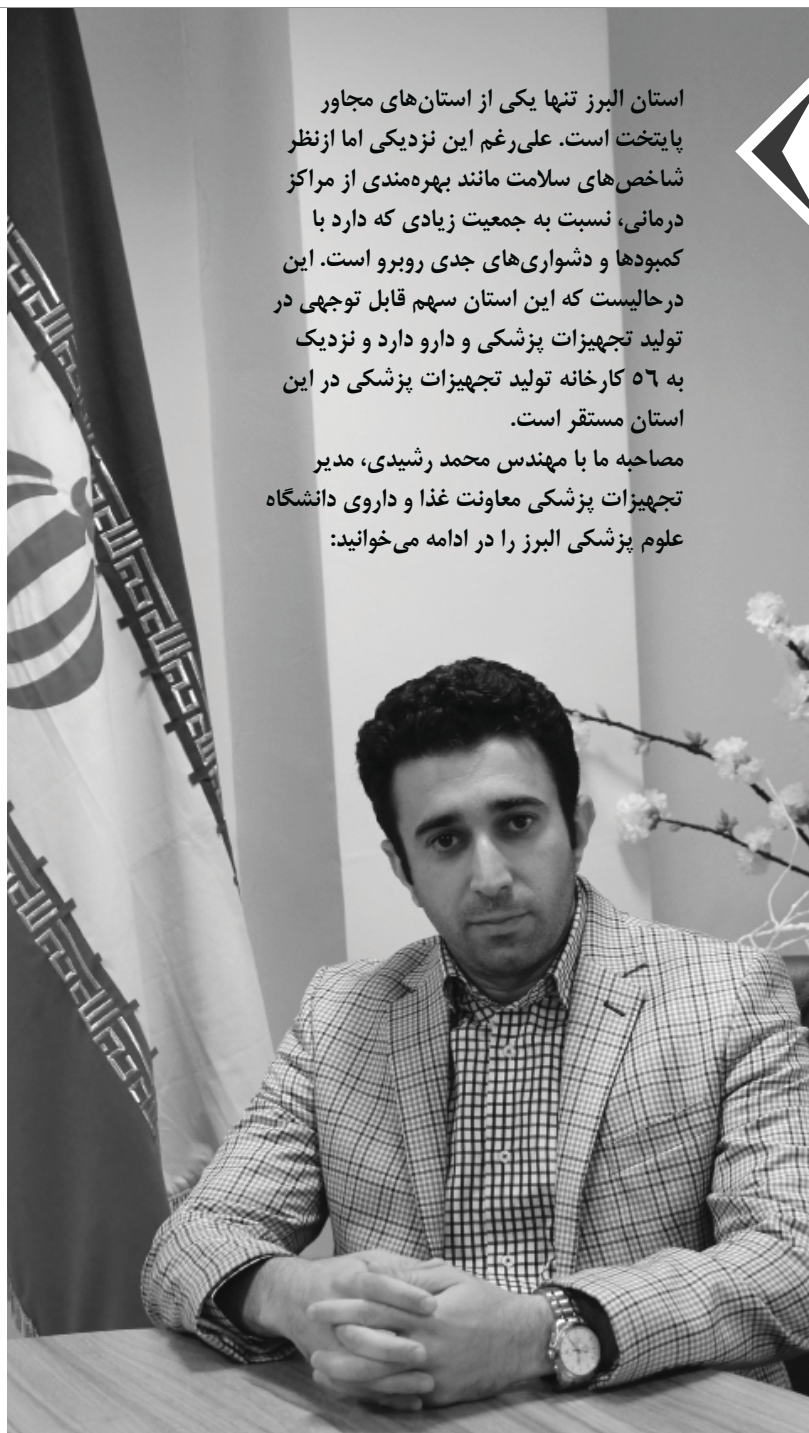 استان البرز تنها یکی از استان‌های مجاور
پایتخت است. علی‌رغم این نزدیکی اما ازنظر
شاخص‌های سلامت مانند بهره‌مندی از مراکز
درمانی، نسبت به جمعیت زیادی که دارد با
کمبودها و دشواری‌های جدی روبرو است. این
درحالیست که این استان سهم قابل توجهی در
تولید تجهیزات پزشکی و دارو دارد و نزدیک
به ٥٦ کارخانه تولید تجهیزات پزشکی در این
استان مستقر است.
مصاحبه ما با مهندس محمد رشیدی، مدیر
تجهیزات پزشکی معاونت غذا و داروی دانشگاه
علوم پزشکی البرز را در ادامه می‌خوانید: